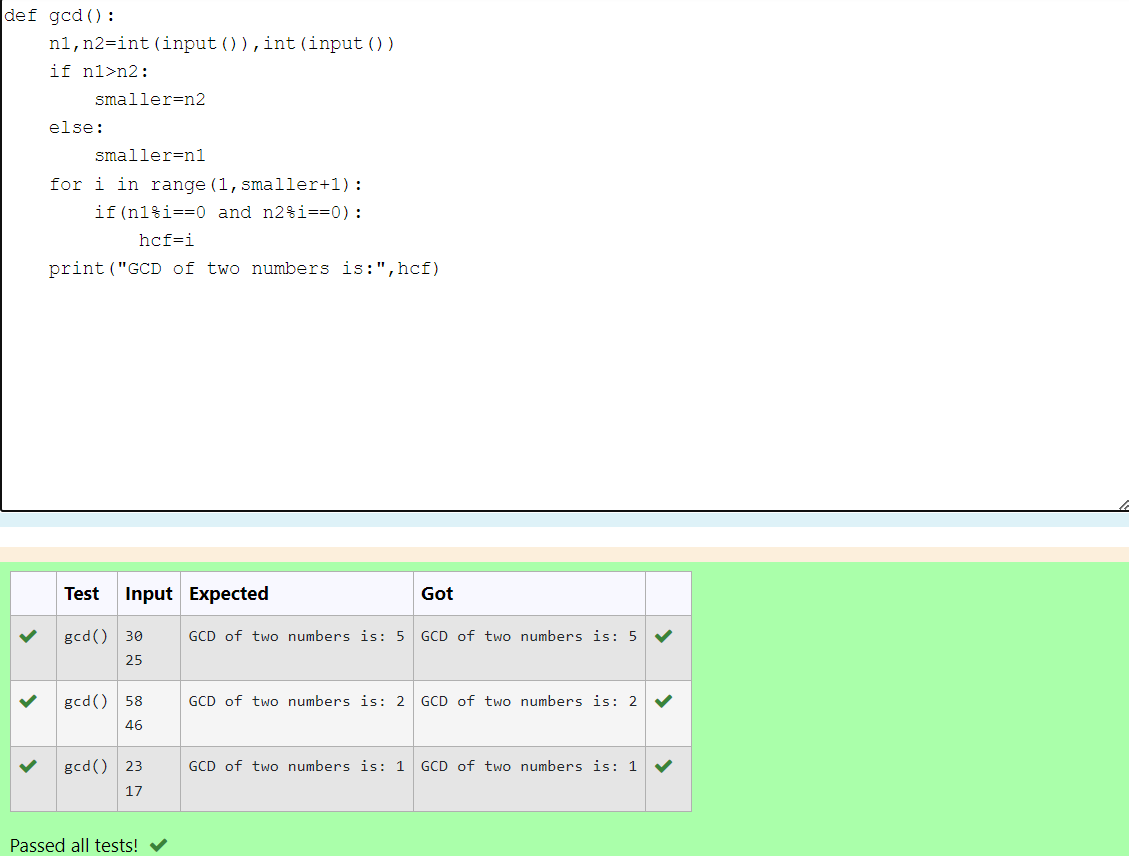 def gcd():
    n1,n2=int(input()),int(input())
    if n1>n2:
        smaller=n2
    else:
        smaller=n1
    for i in range(1,smaller+1):
        if(n1%i==0 and n2%i==0):
            hcf=i
    print("GCD of two numbers is:",hcf)
Test Input Expected Got
gcd() 30 GCD of two numbers is: 5 GCD of two numbers is: 5
25
gcd() 58 GCD of two numbers is: 2 GCD of two numbers is: 2
46
gcd() 23 GCD of two numbers is: 1 GCD of two numbers is: 1
17
Passed all tests!